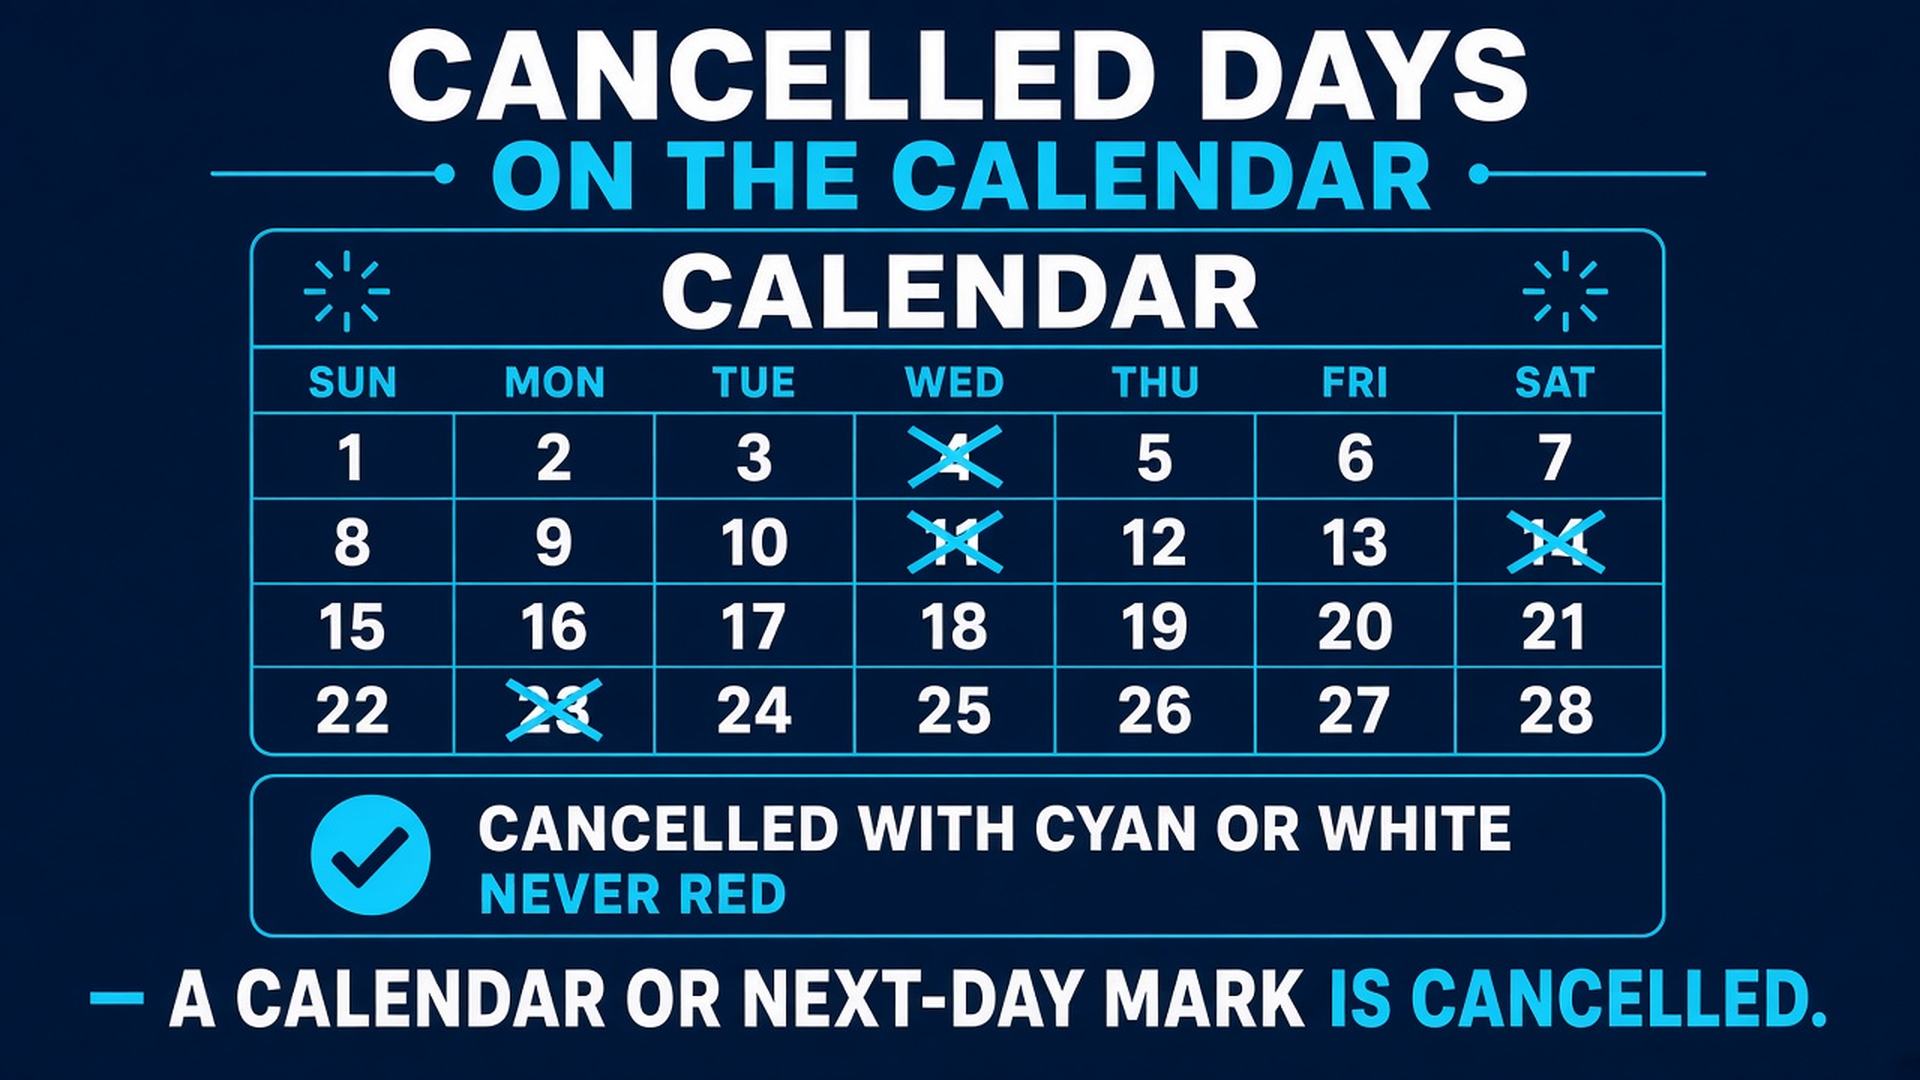 CANCELLED DAYS
ON THE CALENDAR
CALENDAR
SUN MON TUE WED THU FRI SAT
1 2 3 4 5 6 7
8 9 10 11 12 13 14
15 16 17 18 19 20 21
22 23 24 25 26 27 28
CANCELLED WITH CYAN OR WHITE
NEVER RED
— A CALENDAR OR NEXT-DAY MARK IS CANCELLED.